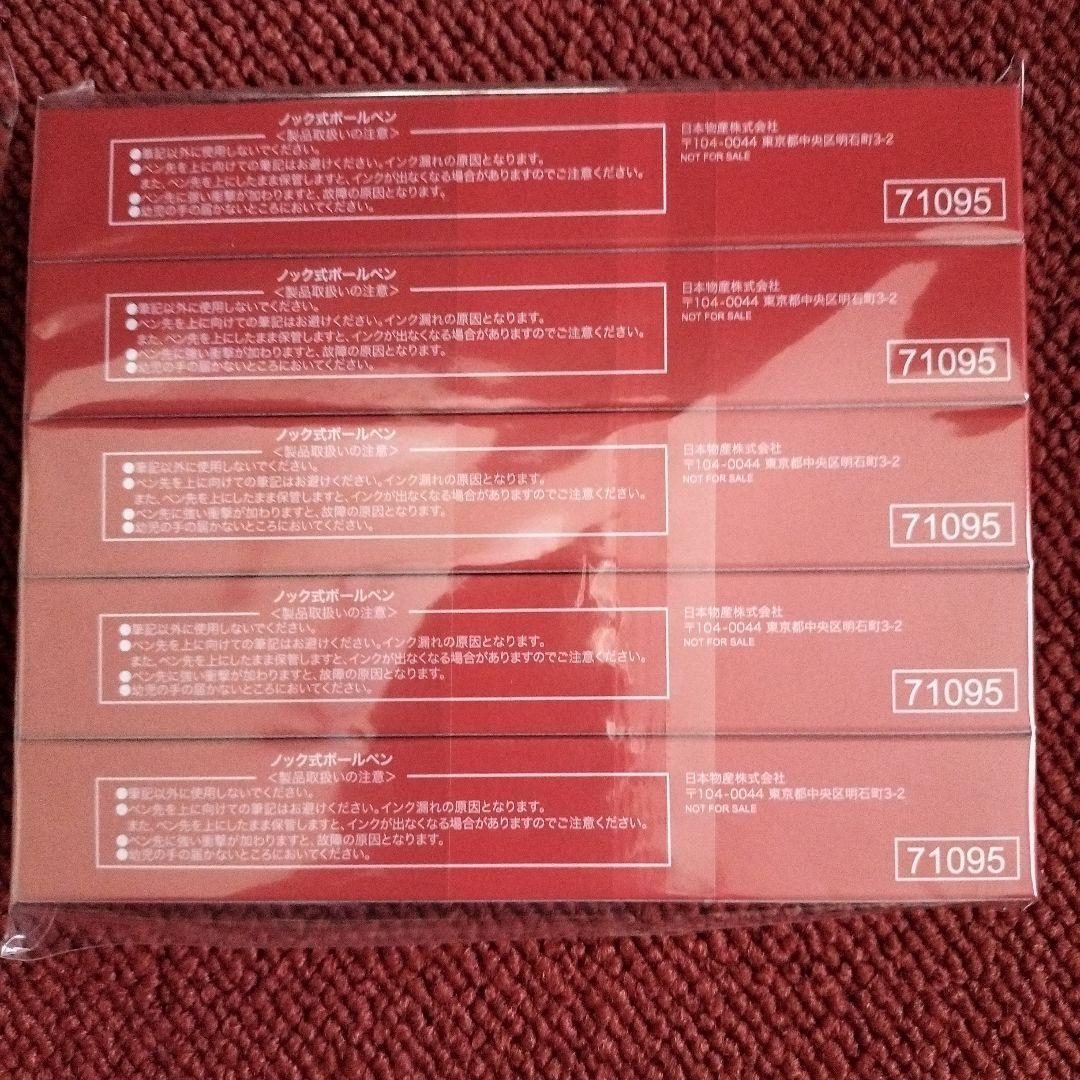 ノック式ボールペン
<製品取扱いの注意>
●筆記以外に使用しないでください。
●ペン先を上に向けての筆記はお避けください。インク漏れの原因となります。
また、ペン先を上にしたまま保管しますと、インクが出なくなる場合がありますのでご注意ください。
●ペン先に強い衝撃が加わりますと、故障の原因となります。
●幼児の手の届かないところにおいてください。
日本物産株式会社
〒104-0044 東京都中央区明石町3-2
NOT FOR SALE
71095
ノック式ボールペン
<製品取扱いの注意>
●筆記以外に使用しないでください。
●ペン先を上に向けての筆記はお避けください。インク漏れの原因となります。
また、ペン先を上にしたまま保管しますと、インクが出なくなる場合がありますのでご注意ください。
●ペン先に強い衝撃が加わりますと、故障の原因となります。
●幼児の手の届かないところにおいてください。
日本物産株式会社
〒104-0044 東京都中央区明石町3-2
NOT FOR SALE
71095
ノック式ボールペン
<製品取扱いの注意>
●筆記以外に使用しないでください。
●ペン先を上に向けての筆記はお避けください。インク漏れの原因となります。
また、ペン先を上にしたまま保管しますと、インクが出なくなる場合がありますのでご注意ください。
●ペン先に強い衝撃が加わりますと、故障の原因となります。
●幼児の手の届かないところにおいてください。
日本物産株式会社
〒104-0044 東京都中央区明石町3-2
NOT FOR SALE
71095
ノック式ボールペン
<製品取扱いの注意>
●筆記以外に使用しないでください。
●ペン先を上に向けての筆記はお避けください。インク漏れの原因となります。
また、ペン先を上にしたまま保管しますと、インクが出なくなる場合がありますのでご注意ください。
●ペン先に強い衝撃が加わりますと、故障の原因となります。
●幼児の手の届かないところにおいてください。
日本物産株式会社
〒104-0044 東京都中央区明石町3-2
NOT FOR SALE
71095
ノック式ボールペン
<製品取扱いの注意>
●筆記以外に使用しないでください。
●ペン先を上に向けての筆記はお避けください。インク漏れの原因となります。
また、ペン先を上にしたまま保管しますと、インクが出なくなる場合がありますのでご注意ください。
●ペン先に強い衝撃が加わりますと、故障の原因となります。
●幼児の手の届かないところにおいてください。
日本物産株式会社
〒104-0044 東京都中央区明石町3-2
NOT FOR SALE
71095